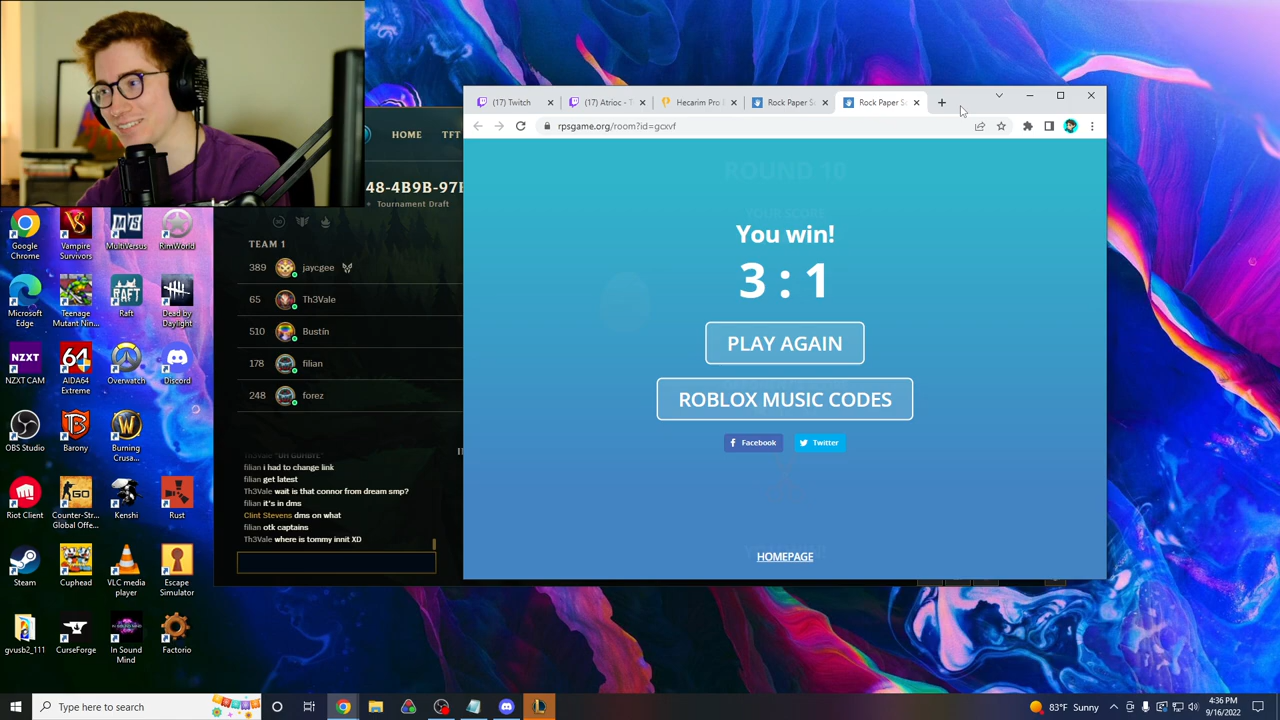 (17) Twitch
(17) Atrioc - T
Hecarim Pro
Rock Paper S
Rock Paper S
rpsgame.org/room?id=gcxvf
HOME TFT
48-4B9B-97
Tournament Draft
TEAM 1
389 jaycgee
65 Th3Vale
510 Bustin
178 filian
248 forez
filian i had to change link
filian get latest
Th3Vale wait is that connor from dream smp?
filian it's in dms
Clint Stevens dms on what
filian otk captains
Th3Vale where is tommy innit XD
ROUND 10
YOUR SCORE
You win!
3 : 1
PLAY AGAIN
ROBLOX MUSIC CODES
Facebook
Twitter
HOMEPAGE
Google
Chrome
Vampire
Survivors
MultiVersus
RimWorld
Microsoft
Edge
Teenage
Mutant Nin...
Raft
Dead by
Daylight
NZXT CAM
AIDA64
Extreme
Overwatch
Discord
OBS Studio
Barony
Burning
Crusa...
Riot Client
Counter-Str...
Global Offe...
Kenshi
Rust
Steam
Cuphead
VLC media
player
Escape
Simulator
gvusb2_111
CurseForge
In Sound
Mind
Factorio
Type here to search
83°F Sunny
4:36 PM
9/16/2022